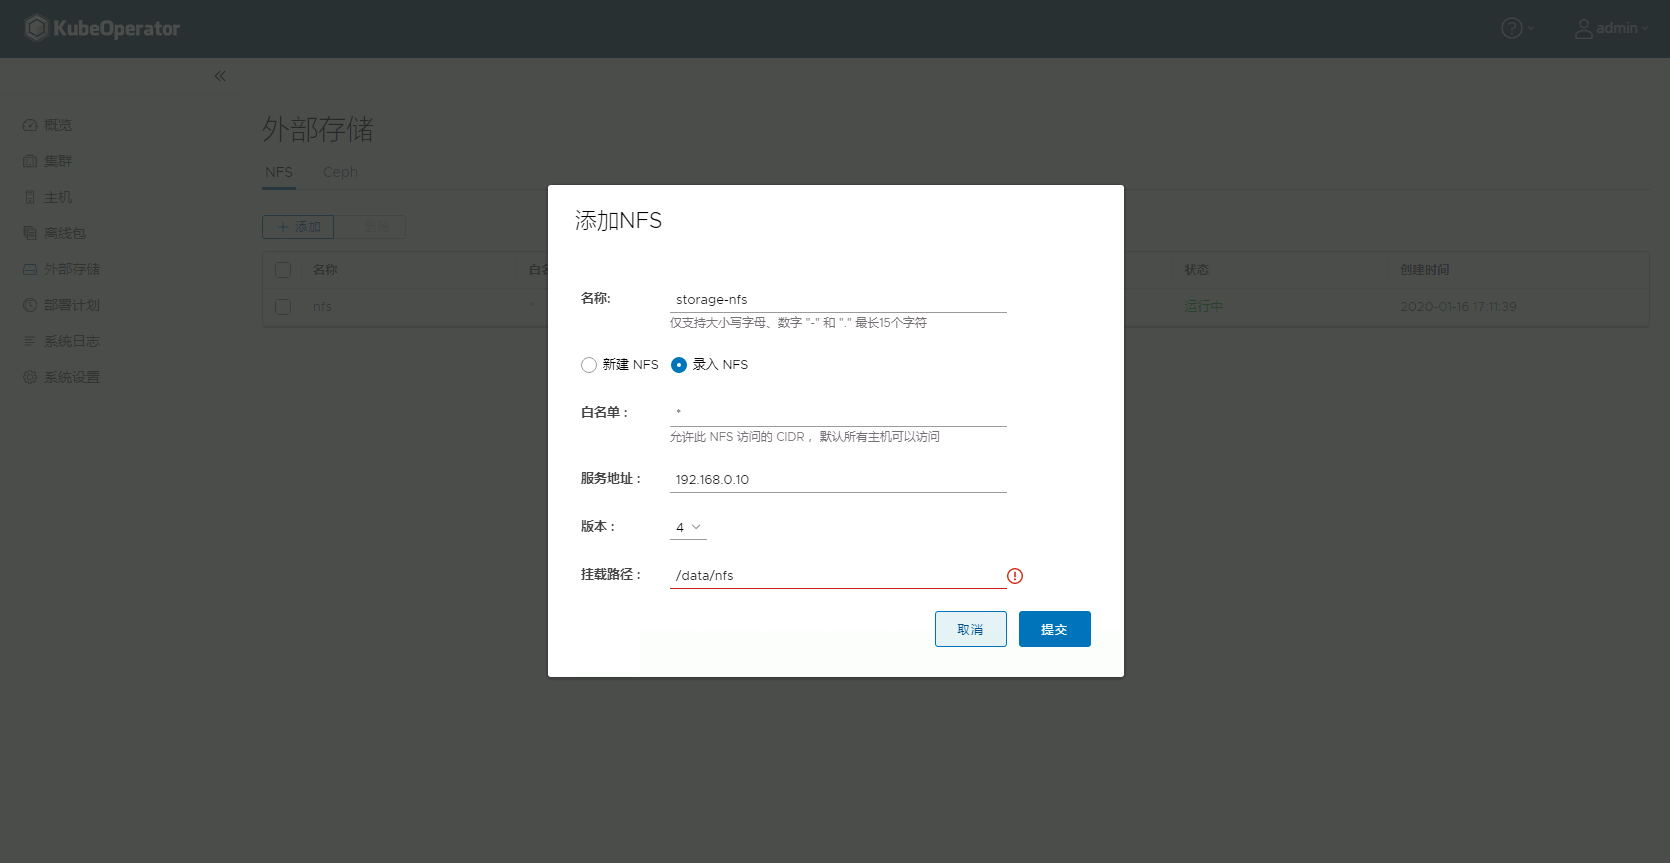 KubeOperator
admin
概览
集群
主机
离线包
外部存储
部署计划
系统日志
系统设置
外部存储
NFS Ceph
添加 删除
名称 白名 状态 创建时间
nfs * 运行中 2020-01-16 17:11:39
添加NFS
名称: storage-nfs
仅支持大小写字母、数字 "-" 和 "." 最长15个字符
新建 NFS 录入 NFS
白名单： *
允许此 NFS 访问的 CIDR ，默认所有主机可以访问
服务地址： 192.168.0.10
版本： 4
挂载路径： /data/nfs
取消 提交